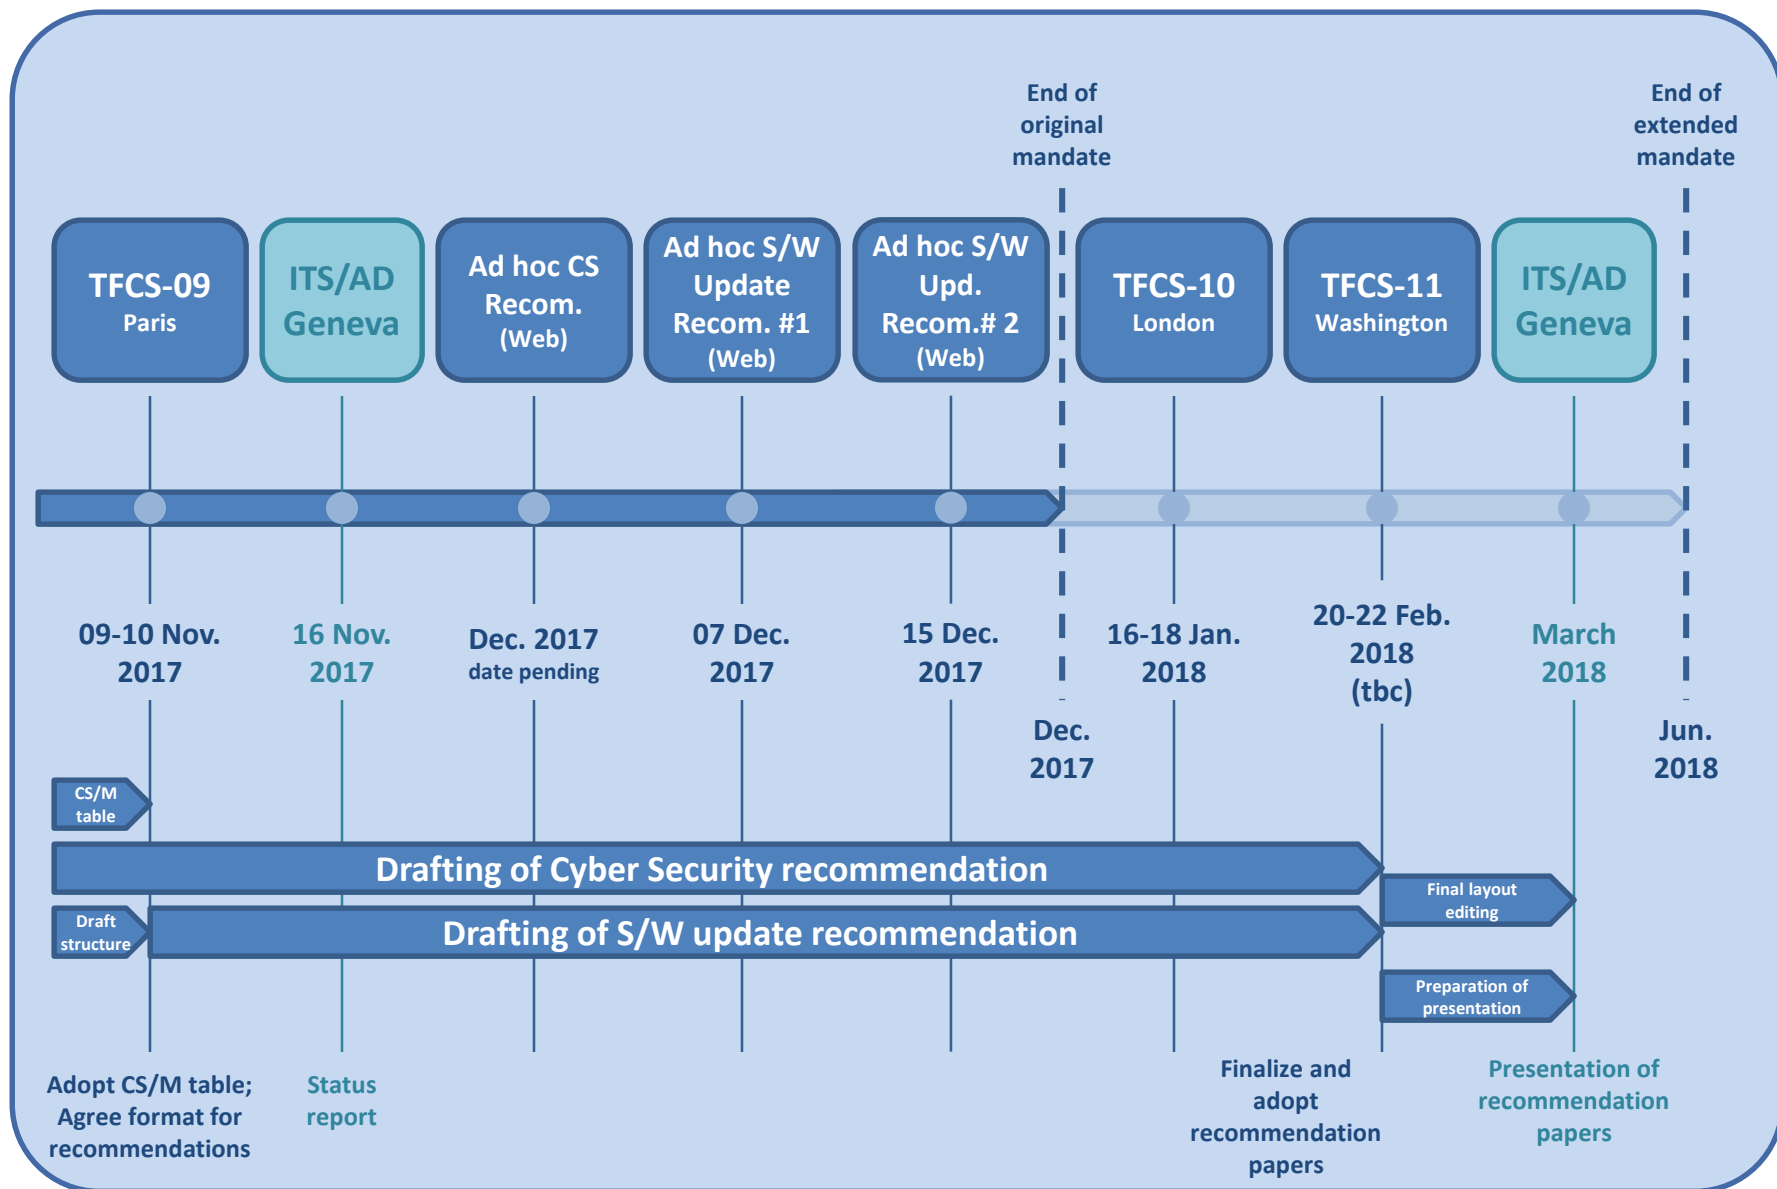 End of
original
mandate
End of
extended
mandate
TFCS-09
Paris
ITS/AD
Geneva
Ad hoc CS
Recom.
(Web)
Ad hoc S/W
Update
Recom. #1
(Web)
Ad hoc S/W
Upd.
Recom.# 2
(Web)
TFCS-10
London
TFCS-11
Washington
ITS/AD
Geneva
09-10 Nov.
2017
16 Nov.
2017
Dec. 2017
date pending
07 Dec.
2017
15 Dec.
2017
16-18 Jan.
2018
20-22 Feb.
2018
(tbc)
March
2018
Dec.
2017
Jun.
2018
CS/M
table
Drafting of Cyber Security recommendation
Final layout
editing
Draft
structure
Drafting of S/W update recommendation
Preparation of
presentation
Adopt CS/M table;
Agree format for
recommendations
Status
report
Finalize and
adopt
recommendation
papers
Presentation of
recommendation
papers